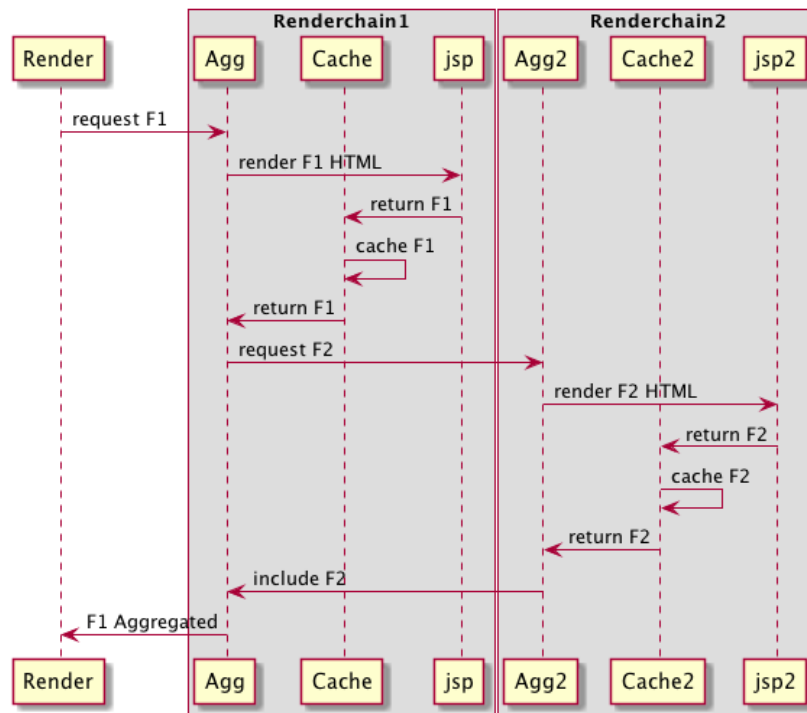 Renderchain1
Renderchain2
Render
Agg
Cache
jsp
Agg2
Cache2
jsp2
request F1
render F1 HTML
return F1
cache F1
return F1
request F2
render F2 HTML
return F2
cache F2
return F2
include F2
F1 Aggregated
Render
Agg
Cache
jsp
Agg2
Cache2
jsp2